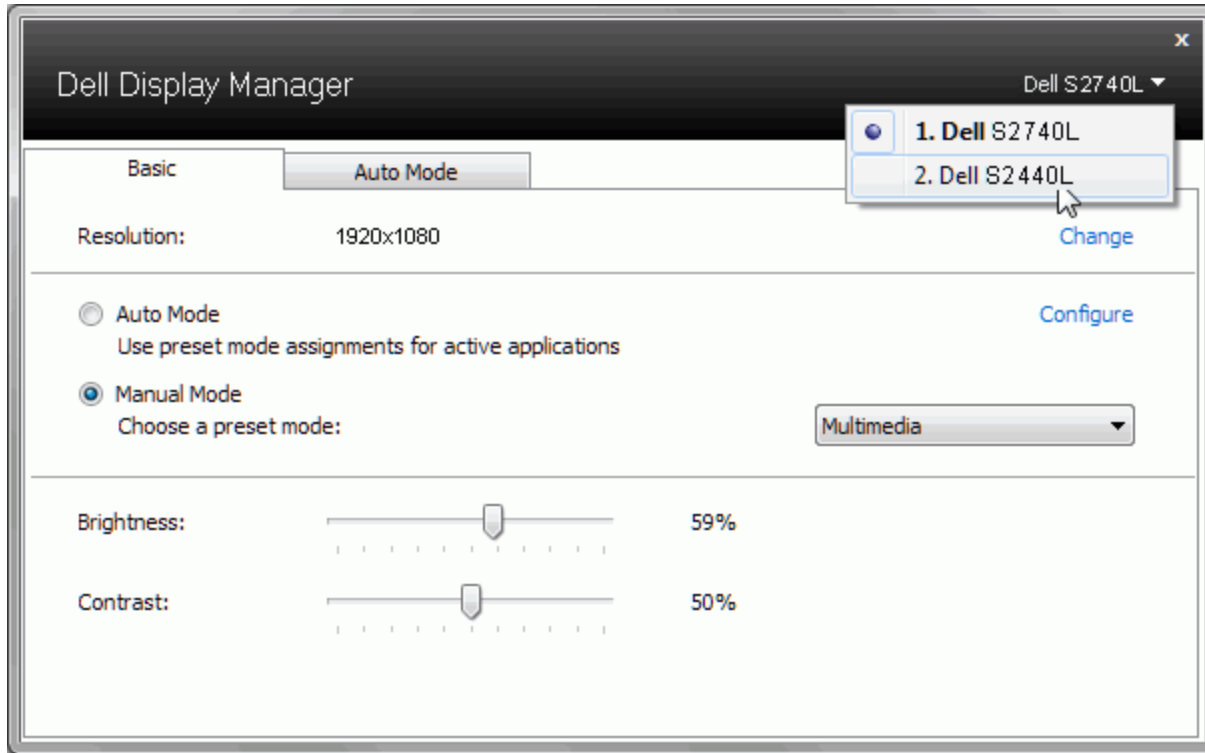 x
Dell Display Manager
Dell S2740L
1. Dell S2740L
2. Dell S2440L
Basic
Auto Mode
Resolution:
1920x1080
Change
Auto Mode
Configure
Use preset mode assignments for active applications
Manual Mode
Choose a preset mode:
Multimedia
Brightness:
59%
Contrast:
50%